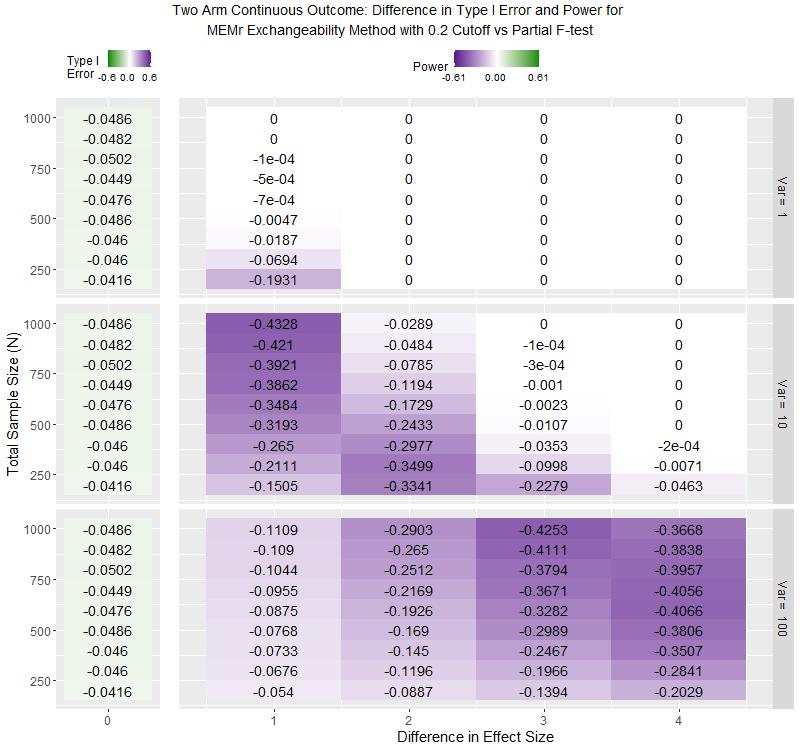 Two Arm Continuous Outcome: Difference in Type I Error and Power for
MEMr Exchangeability Method with 0.2 Cutoff vs Partial F-test
Type I
Error -0.6 0.0 0.6
Power -0.61 0.00 0.61
Total Sample Size (N)
1000 -0.0486 0 0 0 0
-0.0482 0 0 0 0
750 -0.0502 -1e-04 0 0 0
-0.0449 -5e-04 0 0 0
-0.0476 -7e-04 0 0 0
500 -0.0486 -0.0047 0 0 0
-0.046 -0.0187 0 0 0
-0.046 -0.0694 0 0 0
250 -0.0416 -0.1931 0 0 0
Var = 1
1000 -0.0486 -0.4328 -0.0289 0 0
-0.0482 -0.421 -0.0484 -1e-04 0
750 -0.0502 -0.3921 -0.0785 -3e-04 0
-0.0449 -0.3862 -0.1194 -0.001 0
-0.0476 -0.3484 -0.1729 -0.0023 0
500 -0.0486 -0.3193 -0.2433 -0.0107 0
-0.046 -0.265 -0.2977 -0.0353 -2e-04
-0.046 -0.2111 -0.3499 -0.0998 -0.0071
250 -0.0416 -0.1505 -0.3341 -0.2279 -0.0463
Var = 10
1000 -0.0486 -0.1109 -0.2903 -0.4253 -0.3668
-0.0482 -0.109 -0.265 -0.4111 -0.3838
750 -0.0502 -0.1044 -0.2512 -0.3794 -0.3957
-0.0449 -0.0955 -0.2169 -0.3671 -0.4056
-0.0476 -0.0875 -0.1926 -0.3282 -0.4066
500 -0.0486 -0.0768 -0.169 -0.2989 -0.3806
-0.046 -0.0733 -0.145 -0.2467 -0.3507
-0.046 -0.0676 -0.1196 -0.1966 -0.2841
250 -0.0416 -0.054 -0.0887 -0.1394 -0.2029
Var = 100
0 1 2 3 4
Difference in Effect Size